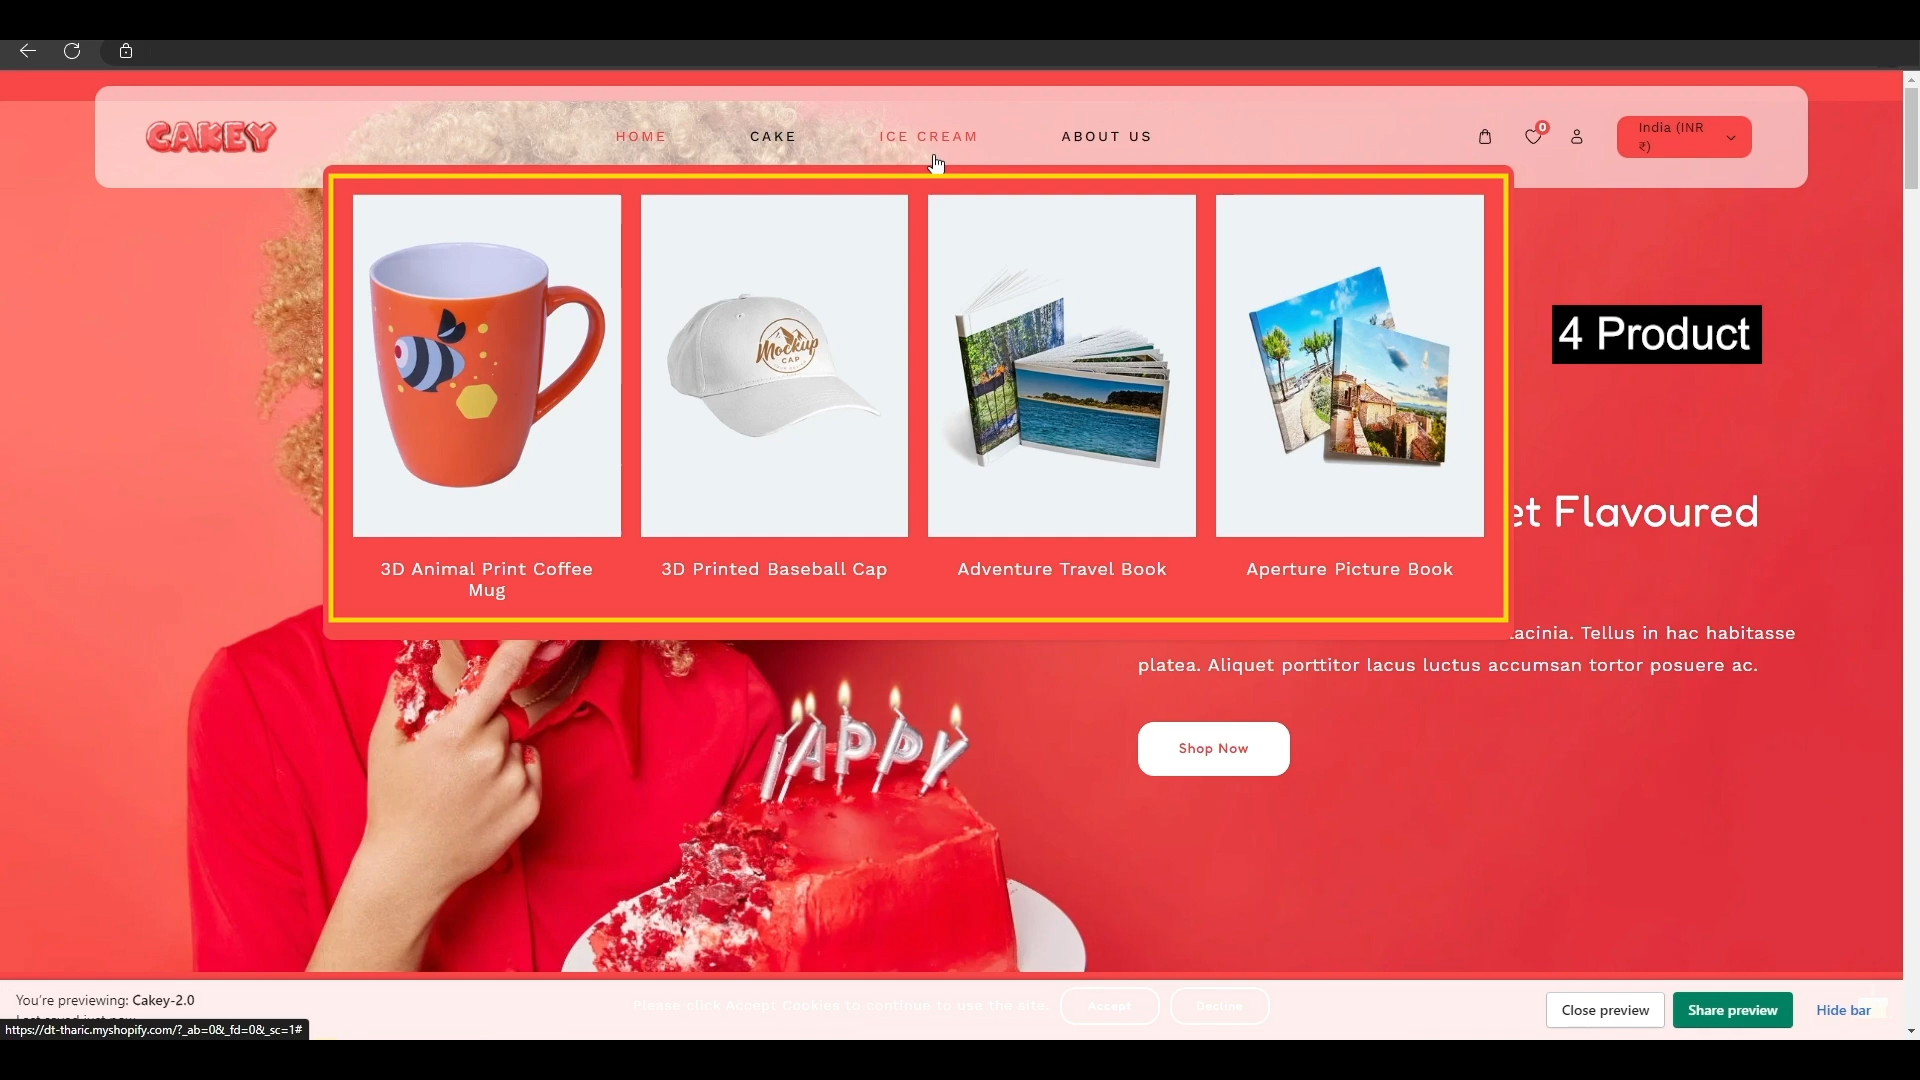 CAKEY
HOME
CAKE
ICE CREAM
ABOUT US
0
India (INR
₹)
Mockup
CAP
4 Product
3D Animal Print Coffee
Mug
3D Printed Baseball Cap
Adventure Travel Book
Aperture Picture Book
et Flavoured
acinia. Tellus in hac habitasse
platea. Aliquet porttitor lacus luctus accumsan tortor posuere ac.
Shop Now
APPY
You're previewing: Cakey-2.0
Please click Accept Cookies to continue to use the site.
Accept
Decline
Close preview
Share preview
Hide bar
https://dt-tharic.myshopify.com/?_ab=0&_fd=0&_sc=1#